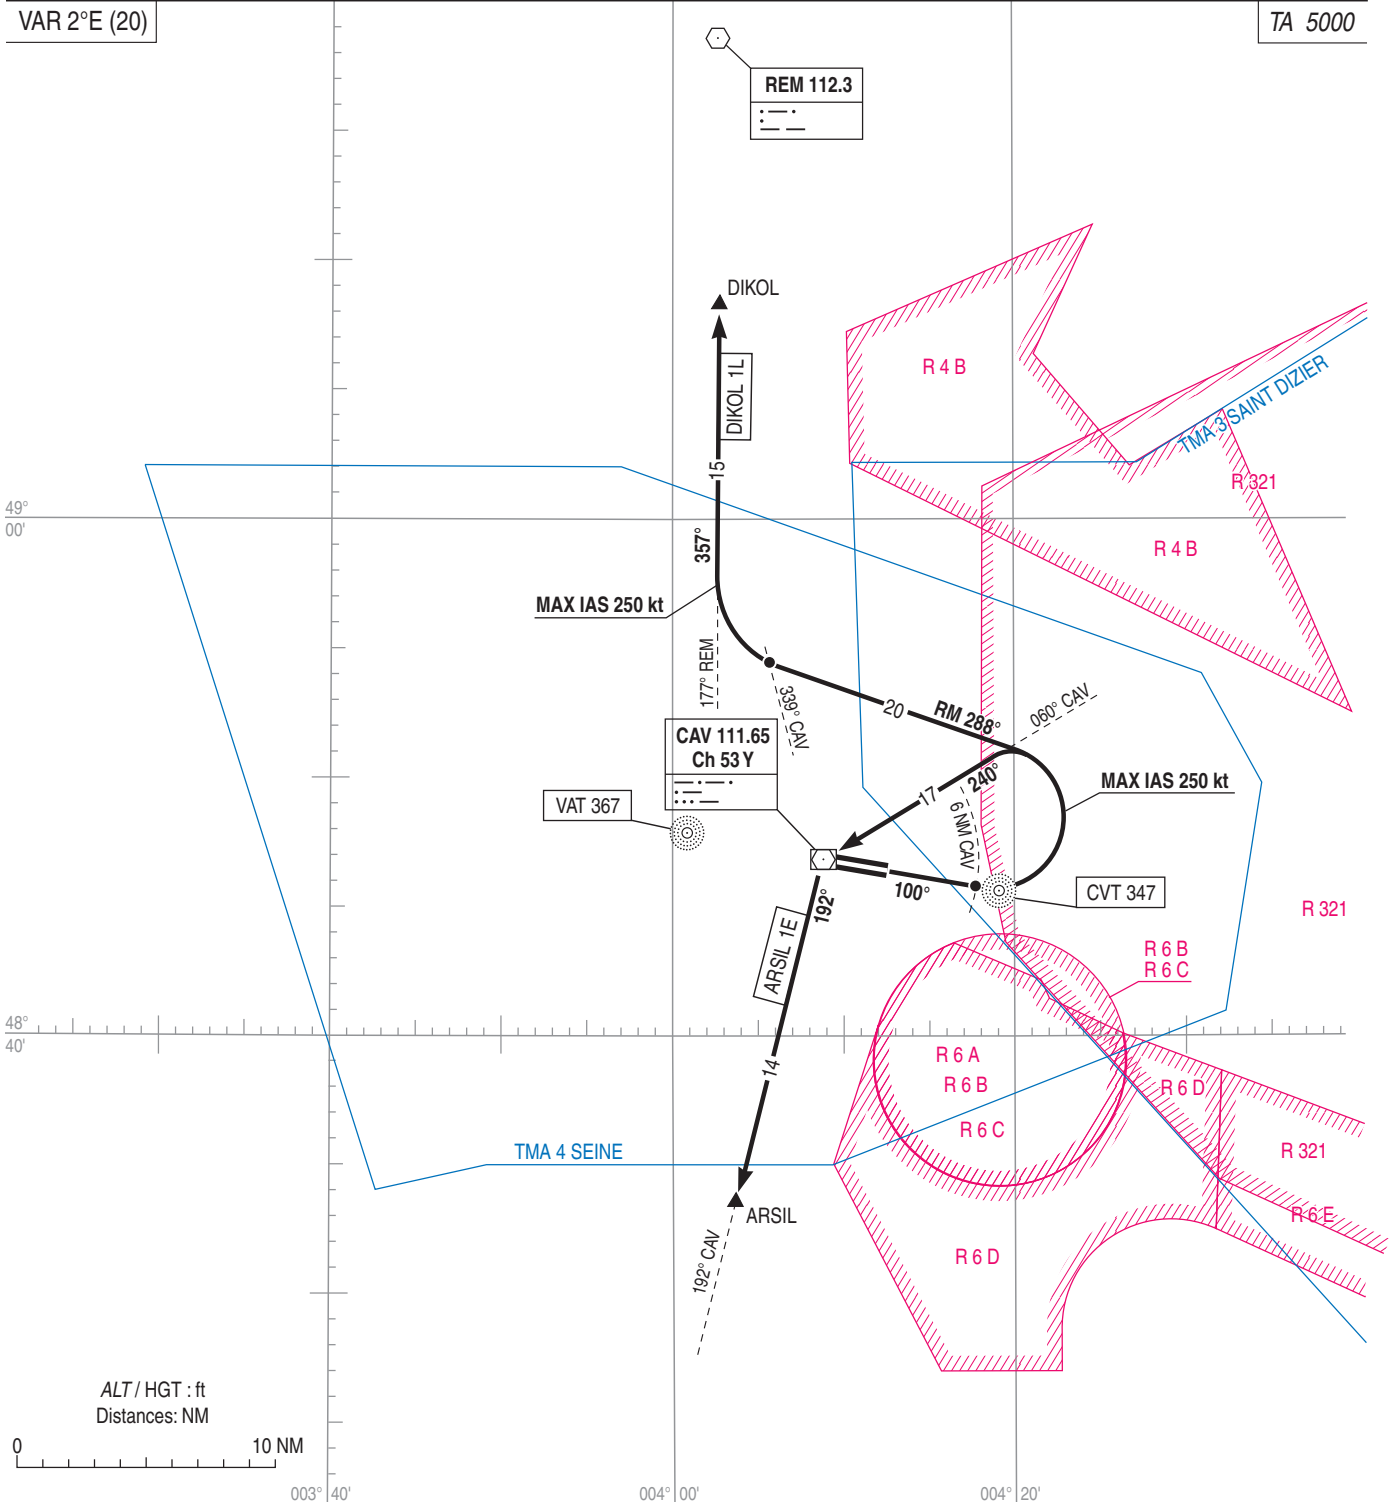 VAR 2°E (20)
TA 5000
REM 112.3
DIKOL
DIKOL 1L
15
357°
R 4 B
TMA 3 SAINT DIZIER
R 321
R 4 B
49°
00'
MAX IAS 250 kt
177° REM
339° CAV
20
RM 288°
060° CAV
CAV 111.65
Ch 53 Y
240°
17
MAX IAS 250 kt
VAT 367
6 NM CAV
100°
CVT 347
192°
ARSIL 1E
R 321
R 6 B
R 6 C
48°
40'
R 6 A
R 6 B
R 6 C
14
R 6 D
TMA 4 SEINE
R 321
ARSIL
R 6 E
192° CAV
R 6 D
ALT / HGT : ft
Distances: NM
0
10 NM
003° 40'
004° 00'
004° 20'